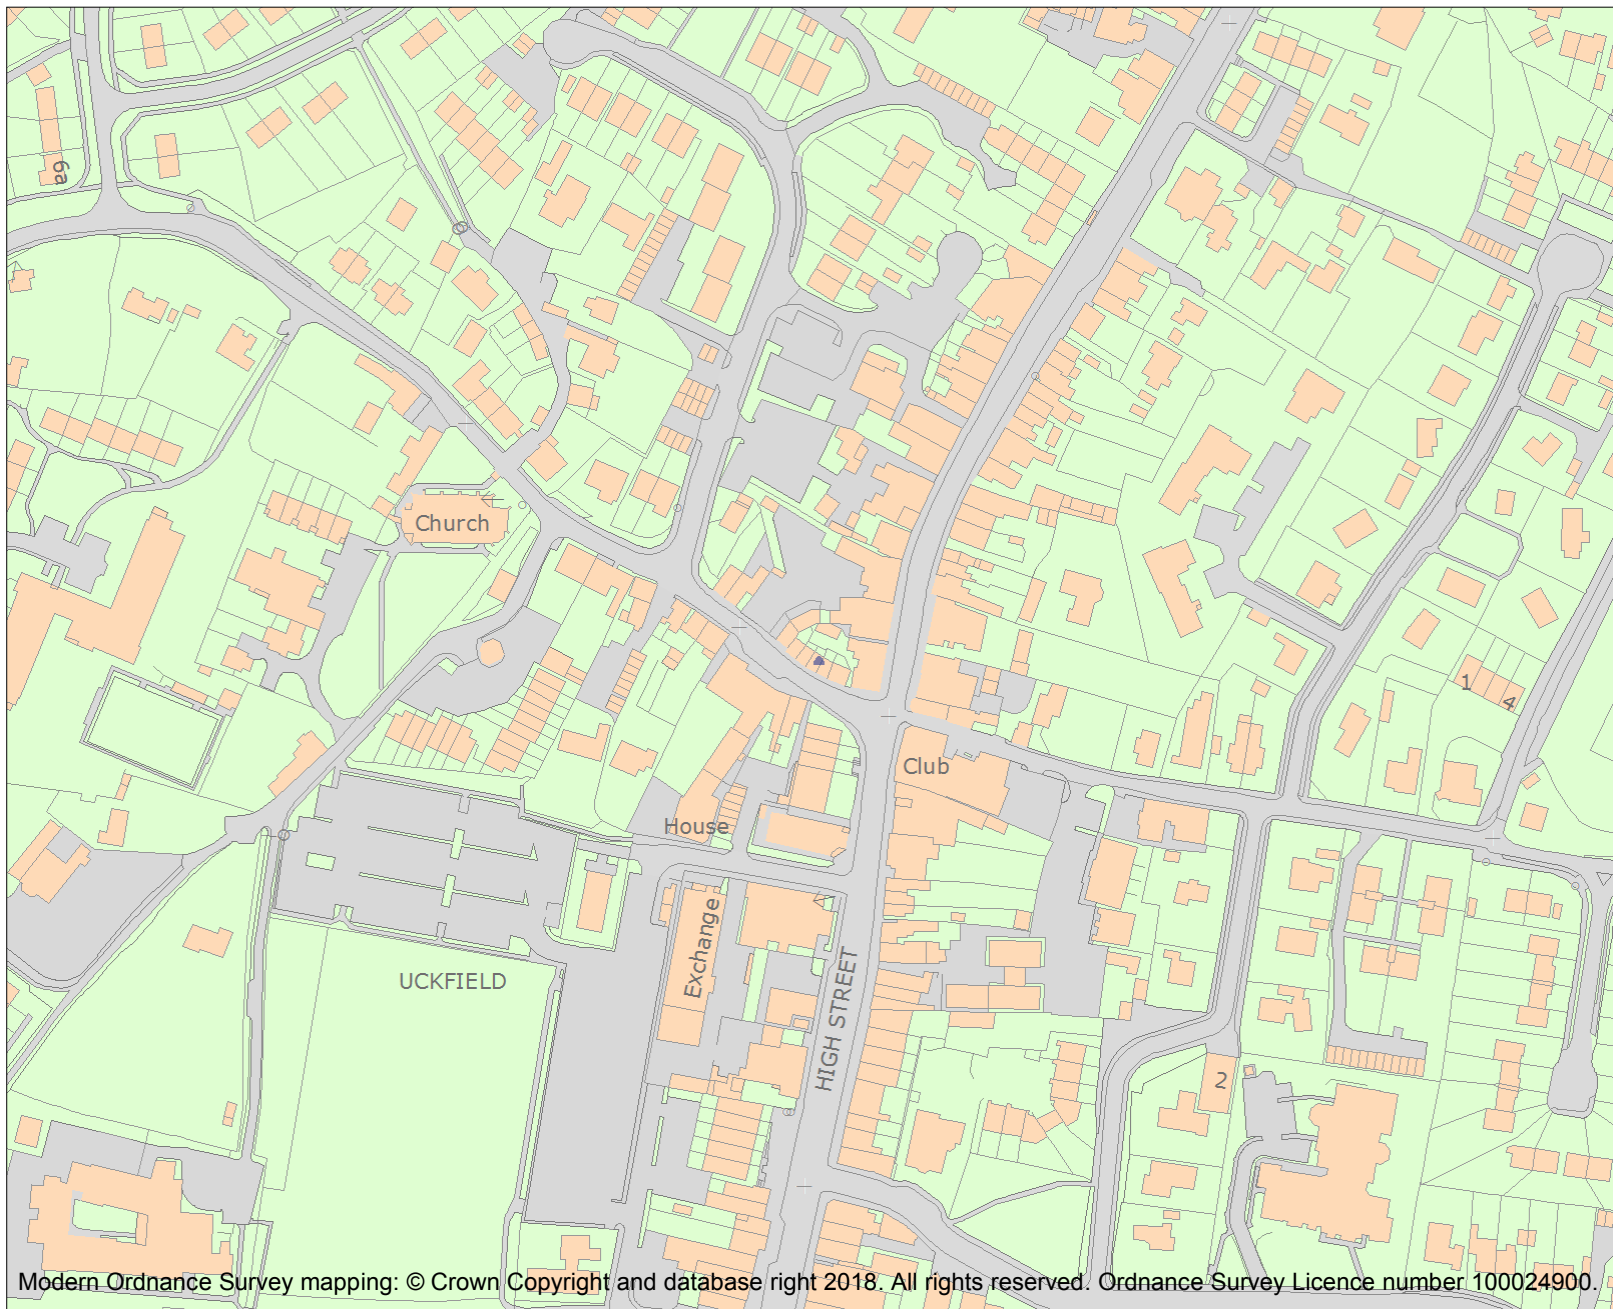 6a
Church
1
4
Club
House
Exchange
UCKFIELD
HIGH STREET
2
Modern Ordnance Survey mapping: © Crown Copyright and database right 2018. All rights reserved. Ordnance Survey Licence number 100024900.